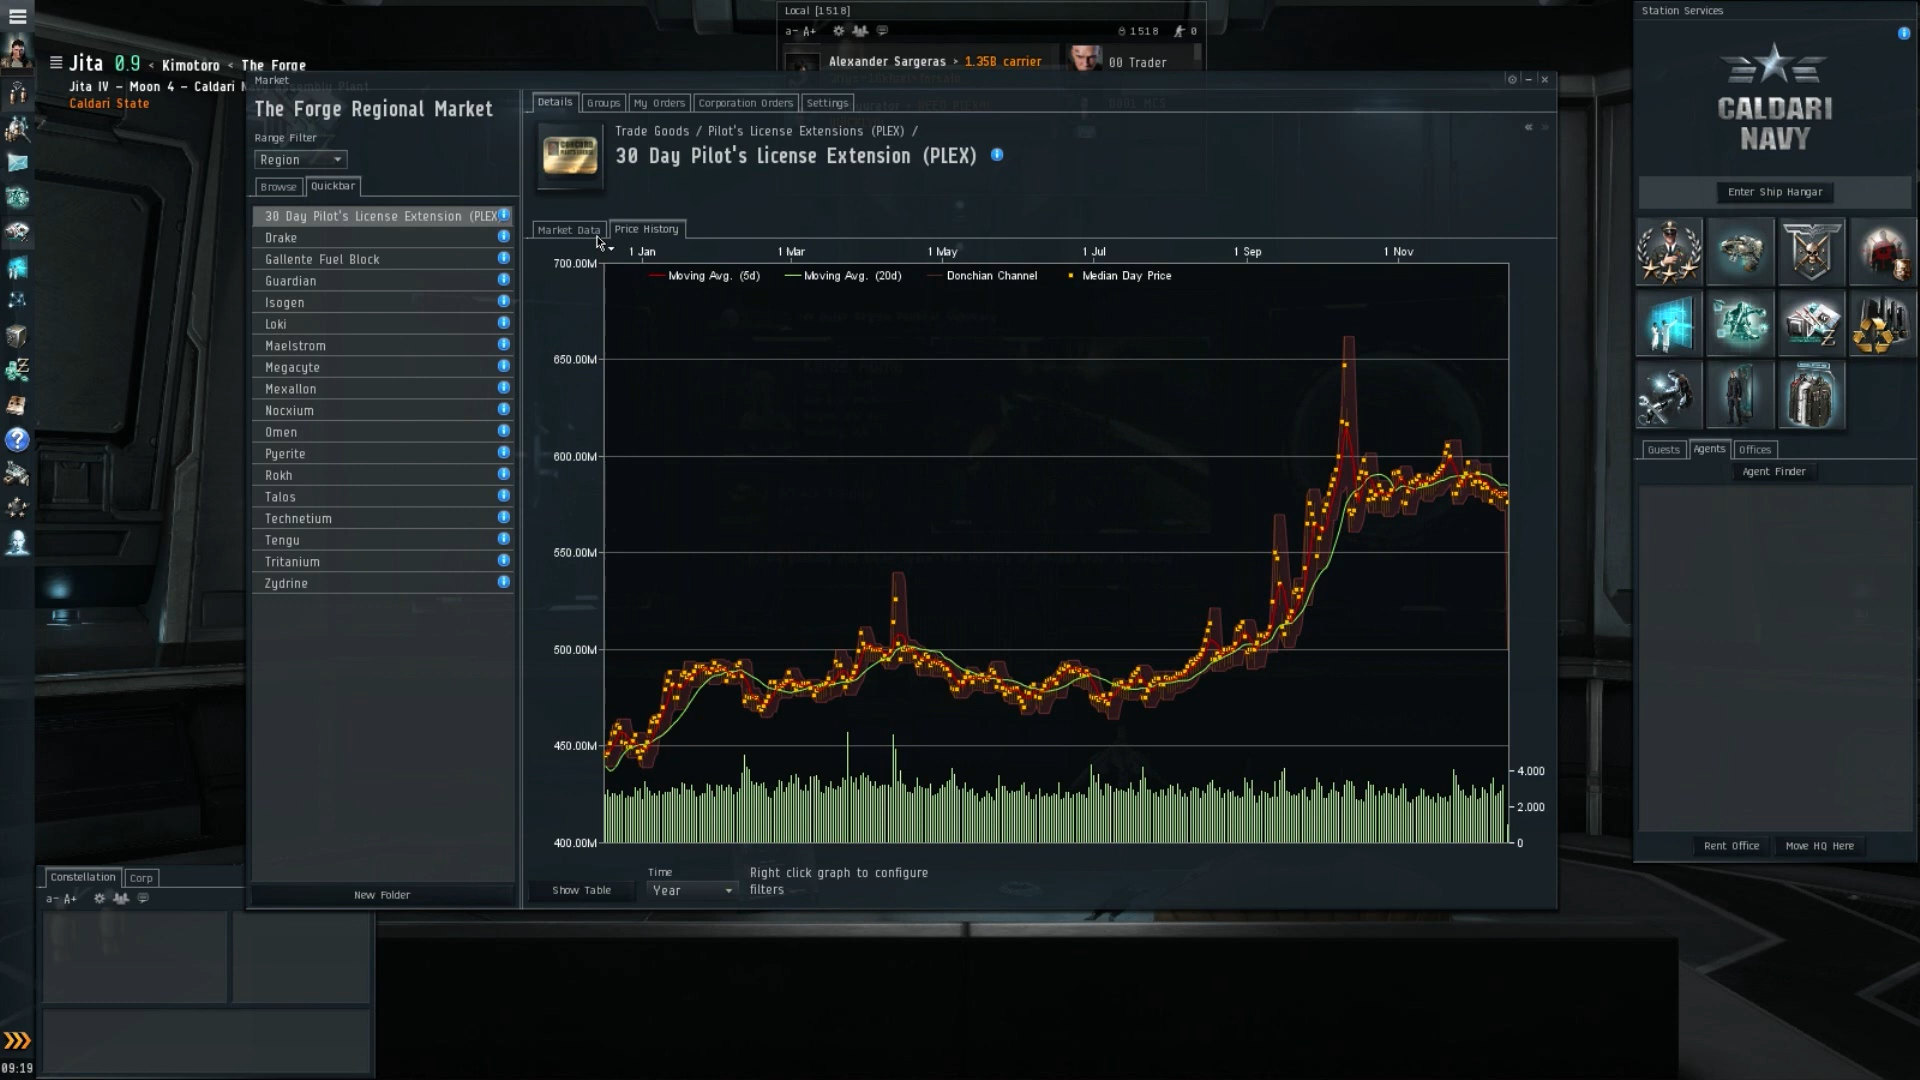 Local [1518]
a- A+
1518
0
Alexander Sargeras > 1.35B carrier
00 Trader
Jita 0.9 < Kimotoro < The Forge
Jita IV - Moon 4 - Caldari N
Caldari State
Market
The Forge Regional Market
Range Filter
Region
Browse
Quickbar
30 Day Pilot's License Extension (PLEX
Drake
Gallente Fuel Block
Guardian
Isogen
Loki
Maelstrom
Megacyte
Mexallon
Nocxium
Omen
Pyerite
Rokh
Talos
Technetium
Tengu
Tritanium
Zydrine
New Folder
Details
Groups
My Orders
Corporation Orders
Settings
Trade Goods / Pilot's License Extensions (PLEX) /
30 Day Pilot's License Extension (PLEX)
CONCORD
Market Data
Price History
1 Jan
1 Mar
1 May
1 Jul
1 Sep
1 Nov
Moving Avg. (5d)
Moving Avg. (20d)
Donchian Channel
Median Day Price
700.00M
650.00M
600.00M
550.00M
500.00M
450.00M
400.00M
4.000
2.000
0
Show Table
Time
Year
Right click graph to configure
filters
Station Services
CALDARI
NAVY
Enter Ship Hangar
Guests
Agents
Offices
Agent Finder
Rent Office
Move HQ Here
Constellation
Corp
a- A+
09:19